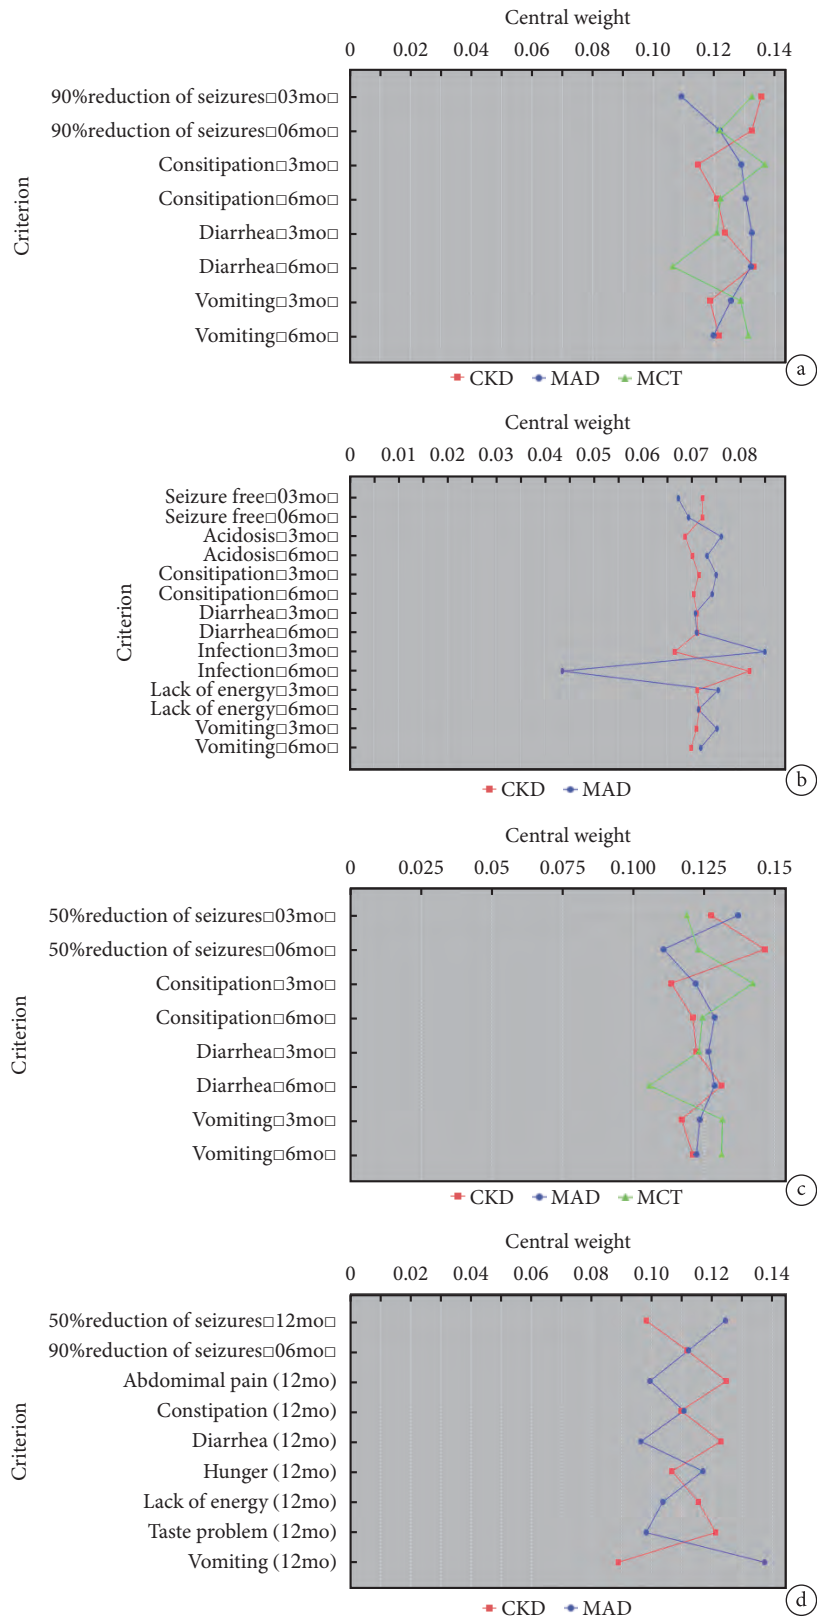 Central weight
0 0.02 0.04 0.06 0.08 0.10 0.12 0.14
Criterion
90%reduction of seizures□03mo□
90%reduction of seizures□06mo□
Consitipation□3mo□
Consitipation□6mo□
Diarrhea□3mo□
Diarrhea□6mo□
Vomiting□3mo□
Vomiting□6mo□
CKD MAD MCT
a
Central weight
0 0.01 0.02 0.03 0.04 0.05 0.06 0.07 0.08
Criterion
Seizure free□03mo□
Seizure free□06mo□
Acidosis□3mo□
Acidosis□6mo□
Consitipation□3mo□
Consitipation□6mo□
Diarrhea□3mo□
Diarrhea□6mo□
Infection□3mo□
Infection□6mo□
Lack of energy□3mo□
Lack of energy□6mo□
Vomiting□3mo□
Vomiting□6mo□
CKD MAD
b
Central weight
0 0.025 0.05 0.075 0.100 0.125 0.15
Criterion
50%reduction of seizures□03mo□
50%reduction of seizures□06mo□
Consitipation□3mo□
Consitipation□6mo□
Diarrhea□3mo□
Diarrhea□6mo□
Vomiting□3mo□
Vomiting□6mo□
CKD MAD MCT
c
Central weight
0 0.02 0.04 0.06 0.08 0.10 0.12 0.14
Criterion
50%reduction of seizures□12mo□
90%reduction of seizures□06mo□
Abdomimal pain (12mo)
Constipation (12mo)
Diarrhea (12mo)
Hunger (12mo)
Lack of energy (12mo)
Taste problem (12mo)
Vomiting (12mo)
CKD MAD
d